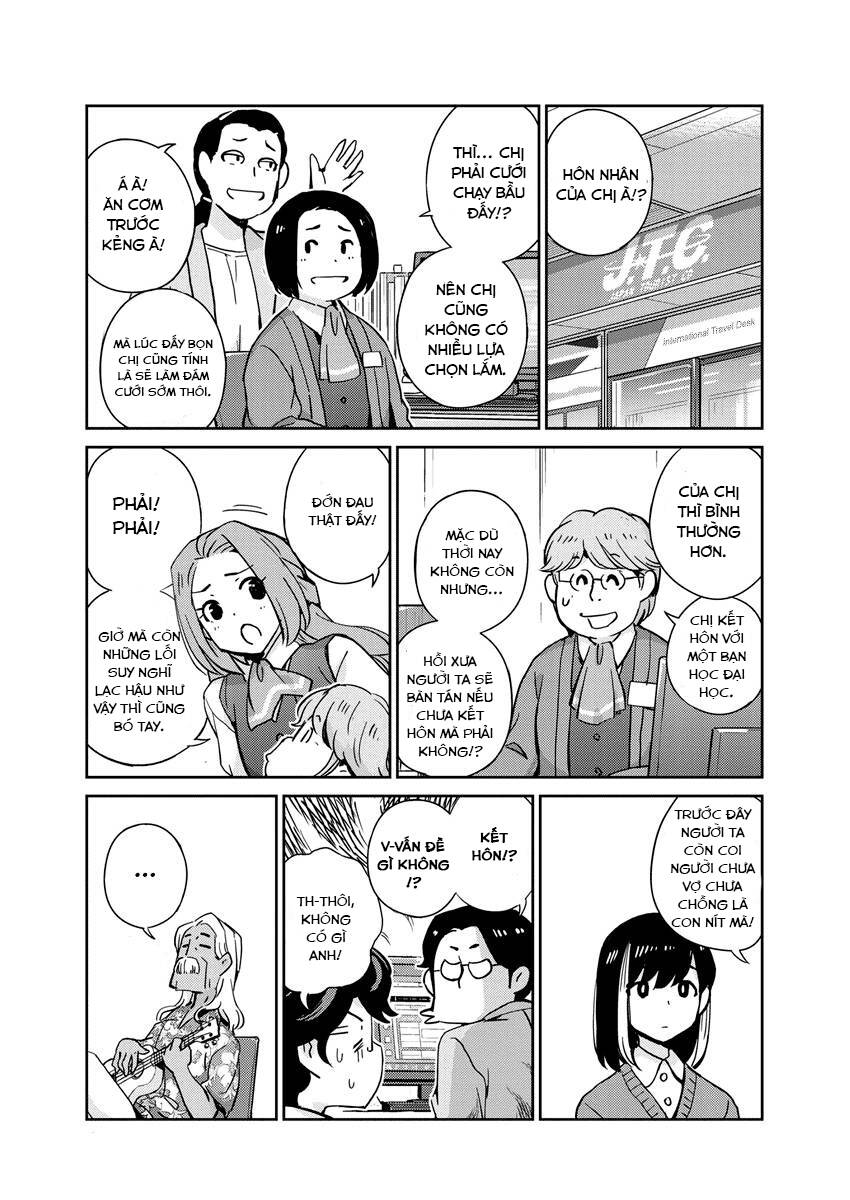 HÔN NHÂN
CỦA CHỊ À!?
J.T.C.
JAPAN TOURIST CO.
International Travel Desk
THÌ... CHỊ
PHẢI CƯỚI
CHẠY BẦU
ĐẤY!?
NÊN CHỊ
CŨNG
KHÔNG CÓ
NHIỀU LỰA
CHỌN LẮM.
Á À!
ĂN CƠM
TRƯỚC
KẺNG À!
MÀ LÚC ĐẤY BỌN
CHỊ CŨNG TÍNH
LÀ SẼ LÀM ĐÁM
CƯỚI SỚM THÔI.
CỦA CHỊ
THÌ BÌNH
THƯỜNG
HƠN.
CHỊ KẾT
HÔN VỚI
MỘT BẠN
HỌC ĐẠI
HỌC.
MẶC DÙ
THỜI NAY
KHÔNG CÒN
NHƯNG...
HỒI XƯA
NGƯỜI TA SẼ
BÀN TÁN NẾU
CHƯA KẾT
HÔN MÀ PHẢI
KHÔNG!?
ĐỚN ĐAU
THẬT ĐẤY!
PHẢI!
PHẢI!
GIỜ MÀ CÒN
NHỮNG LỐI
SUY NGHĨ
LẠC HẬU NHƯ
VẬY THÌ CŨNG
BÓ TAY.
TRƯỚC ĐÂY
NGƯỜI TA
CÒN COI
NGƯỜI CHƯA
VỢ CHƯA
CHỒNG LÀ
CON NÍT MÀ!
KẾT
HÔN!?
V-VẤN ĐỀ
GÌ KHÔNG
!?
TH-THÔI,
KHÔNG
CÓ GÌ
ANH!
...